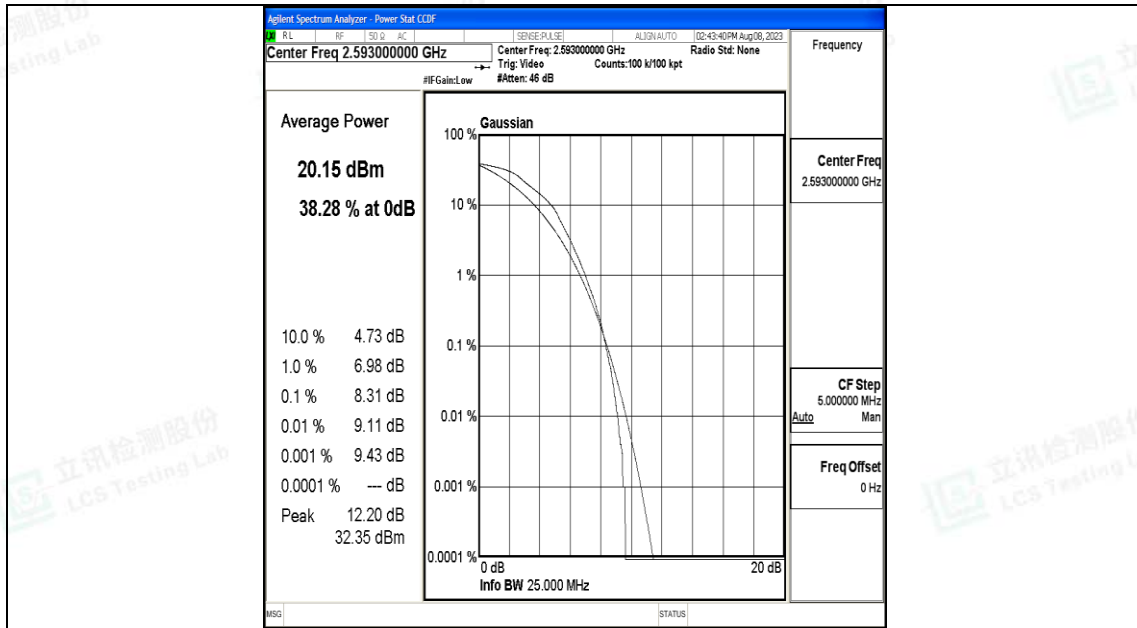 Agilent Spectrum Analyzer - Power Stat CCDF
LXI RL RF 50 Ω AC SENSE:PULSE ALIGN AUTO 02:43:40 PM Aug 08, 2023
Center Freq 2.593000000 GHz
Center Freq: 2.593000000 GHz Radio Std: None
Trig: Video Counts:100 k/100 kpt
#IFGain:Low #Atten: 46 dB
Frequency
Average Power
20.15 dBm
38.28 % at 0dB
10.0 % 4.73 dB
1.0 % 6.98 dB
0.1 % 8.31 dB
0.01 % 9.11 dB
0.001 % 9.43 dB
0.0001 % --- dB
Peak 12.20 dB
32.35 dBm
Gaussian
100 %
10 %
1 %
0.1 %
0.01 %
0.001 %
0.0001 %
0 dB 20 dB
Info BW 25.000 MHz
Center Freq
2.593000000 GHz
CF Step
5.000000 MHz
Auto Man
Freq Offset
0 Hz
MSG STATUS
立讯检测股份
LCS Testing Lab